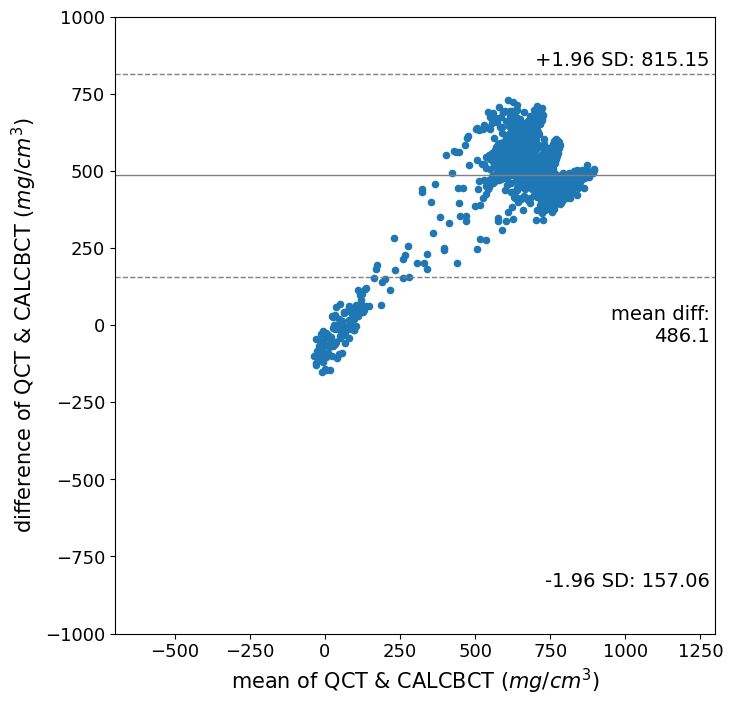 1000
750
500
250
0
−250
−500
−750
−1000
difference of QCT & CALCBCT (mg/cm³)
+1.96 SD: 815.15
mean diff:
486.1
-1.96 SD: 157.06
−500 −250 0 250 500 750 1000 1250
mean of QCT & CALCBCT (mg/cm³)